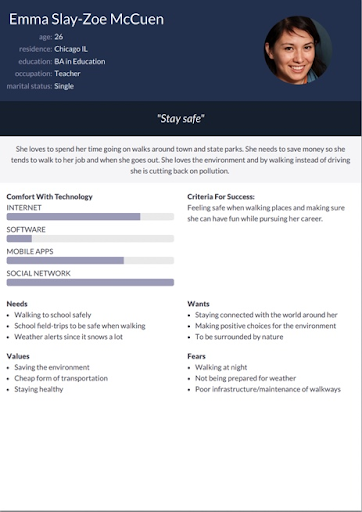 Emma Slay-Zoe McCuen
age: 26
residence: Chicago IL
education: BA in Education
occupation: Teacher
marital status: Single
"Stay safe"
She loves to spend her time going on walks around town and state parks. She needs to save money so she
tends to walk to her job and when she goes out. She loves the environment and by walking instead of driving
she is cutting back on pollution.
Comfort With Technology
INTERNET
SOFTWARE
MOBILE APPS
SOCIAL NETWORK
Criteria For Success:
Feeling safe when walking places and making sure
she can have fun while pursuing her career.
Needs
• Walking to school safely
• School field-trips to be safe when walking
• Weather alerts since it snows a lot
Wants
• Staying connected with the world around her
• Making positive choices for the environment
• To be surrounded by nature
Values
• Saving the environment
• Cheap form of transportation
• Staying healthy
Fears
• Walking at night
• Not being prepared for weather
• Poor infrastructure/maintenance of walkways